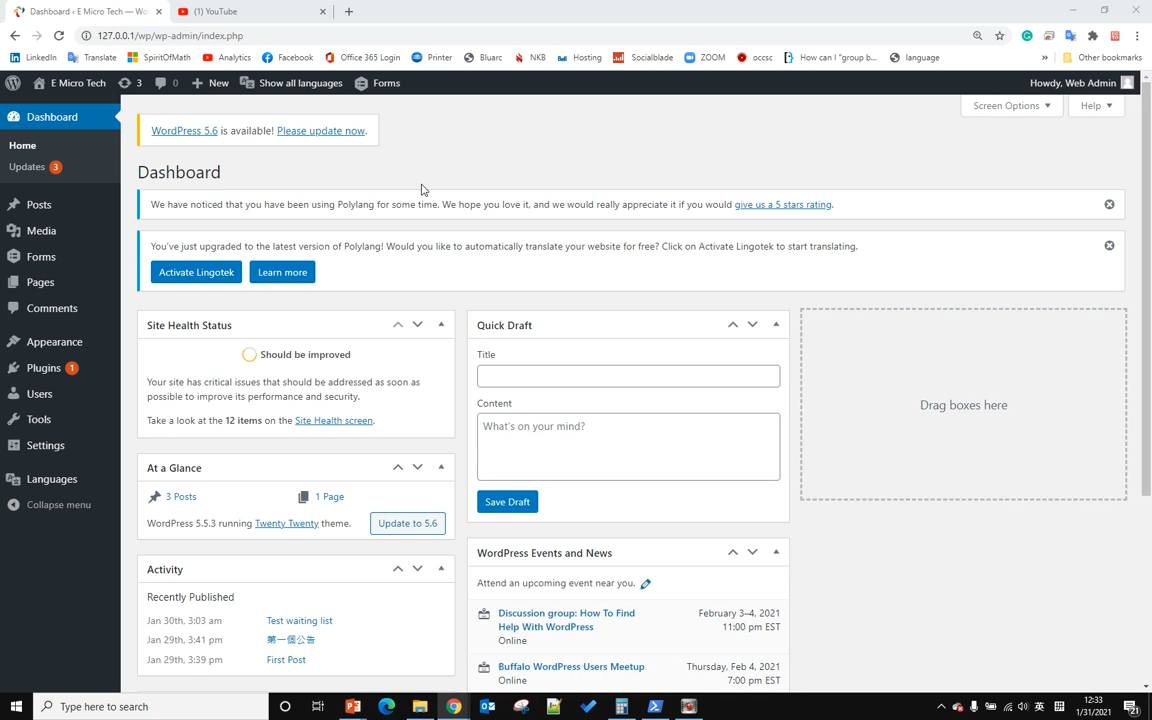 Dashboard ‹ E Micro Tech — Wo
(1) YouTube
127.0.0.1/wp/wp-admin/index.php
LinkedIn
Translate
SpiritOfMath
Analytics
Facebook
Office 365 Login
Printer
Bluarc
NKB
Hosting
Socialblade
ZOOM
occsc
How can I "group b...
language
»
Other bookmarks
E Micro Tech
3
0
New
Show all languages
Forms
Howdy, Web Admin
Dashboard
Home
Updates 3
Posts
Media
Forms
Pages
Comments
Appearance
Plugins 1
Users
Tools
Settings
Languages
Collapse menu
Screen Options
Help
WordPress 5.6 is available! Please update now.
Dashboard
We have noticed that you have been using Polylang for some time. We hope you love it, and we would really appreciate it if you would give us a 5 stars rating.
You've just upgraded to the latest version of Polylang! Would you like to automatically translate your website for free? Click on Activate Lingotek to start translating.
Activate Lingotek
Learn more
Site Health Status
Should be improved
Your site has critical issues that should be addressed as soon as
possible to improve its performance and security.
Take a look at the 12 items on the Site Health screen.
At a Glance
3 Posts
1 Page
WordPress 5.5.3 running Twenty Twenty theme.
Update to 5.6
Activity
Recently Published
Jan 30th, 3:03 am Test waiting list
Jan 29th, 3:41 pm 第一個公告
Jan 29th, 3:39 pm First Post
Quick Draft
Title
Content
What's on your mind?
Save Draft
WordPress Events and News
Attend an upcoming event near you.
Discussion group: How To Find
Help With WordPress
Online
February 3–4, 2021
11:00 pm EST
Buffalo WordPress Users Meetup
Online
Thursday, Feb 4, 2021
7:00 pm EST
Drag boxes here
Type here to search
英
拼
12:33
1/31/2021
21